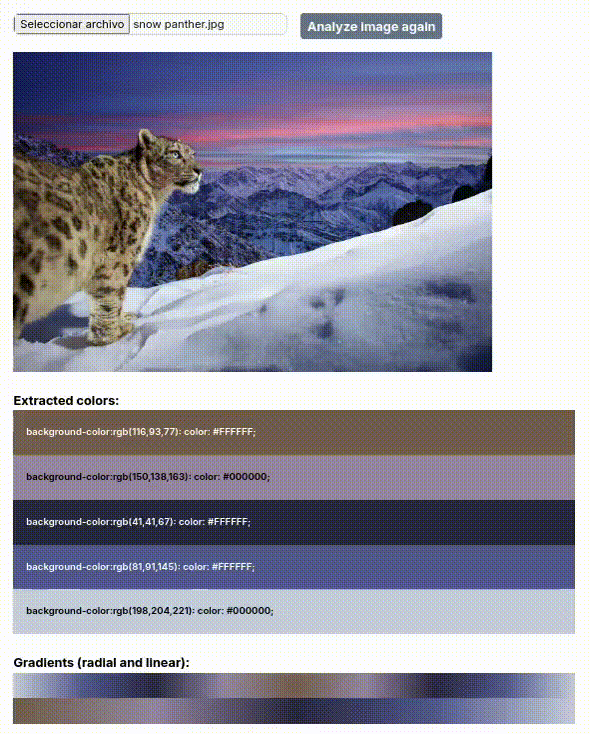 Seleccionar archivo snow panther.jpg Analyze image again
Extracted colors:
background-color:rgb(116,93,77): color: #FFFFFF;
background-color:rgb(150,138,163): color: #000000;
background-color:rgb(41,41,67): color: #FFFFFF;
background-color:rgb(81,91,145): color: #FFFFFF;
background-color:rgb(198,204,221): color: #000000;
Gradients (radial and linear):